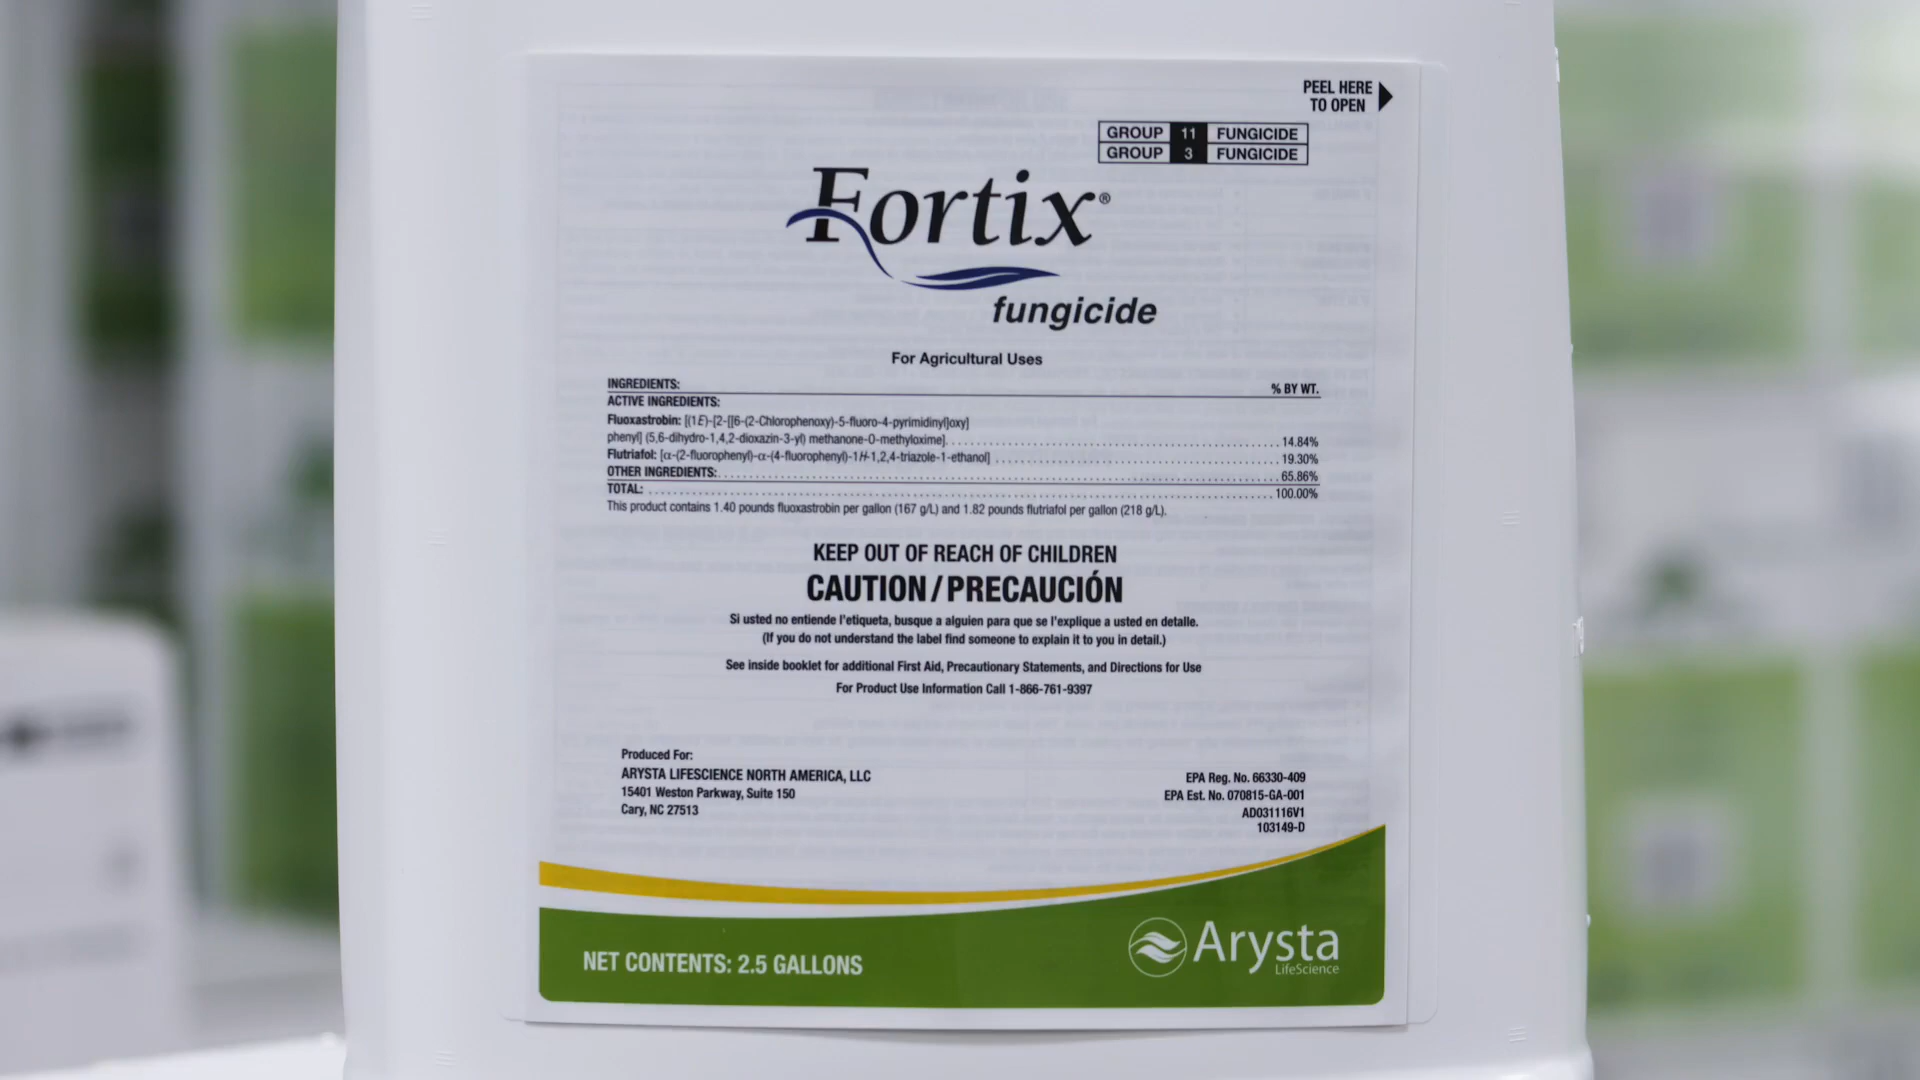 PEEL HERE
TO OPEN
GROUP 11 FUNGICIDE
GROUP 3 FUNGICIDE
Fortix®
fungicide
For Agricultural Uses
INGREDIENTS: % BY WT.
ACTIVE INGREDIENTS:
Fluoxastrobin: [(1E)-[2-[[6-(2-Chlorophenoxy)-5-fluoro-4-pyrimidinyl]oxy]
phenyl] (5,6-dihydro-1,4,2-dioxazin-3-yl) methanone-O-methyloxime]. 14.84%
Flutriafol: [α-(2-fluorophenyl)-α-(4-fluorophenyl)-1H-1,2,4-triazole-1-ethanol] 19.30%
OTHER INGREDIENTS: 65.86%
TOTAL: 100.00%
This product contains 1.40 pounds fluoxastrobin per gallon (167 g/L) and 1.82 pounds flutriafol per gallon (218 g/L).
KEEP OUT OF REACH OF CHILDREN
CAUTION / PRECAUCIÓN
Si usted no entiende l'etiqueta, busque a alguien para que se l'explique a usted en detalle.
(If you do not understand the label find someone to explain it to you in detail.)
See inside booklet for additional First Aid, Precautionary Statements, and Directions for Use
For Product Use Information Call 1-866-761-9397
Produced For:
ARYSTA LIFESCIENCE NORTH AMERICA, LLC
15401 Weston Parkway, Suite 150
Cary, NC 27513
EPA Reg. No. 66330-409
EPA Est. No. 070815-GA-001
AD031116V1
103149-D
NET CONTENTS: 2.5 GALLONS
Arysta
LifeScience